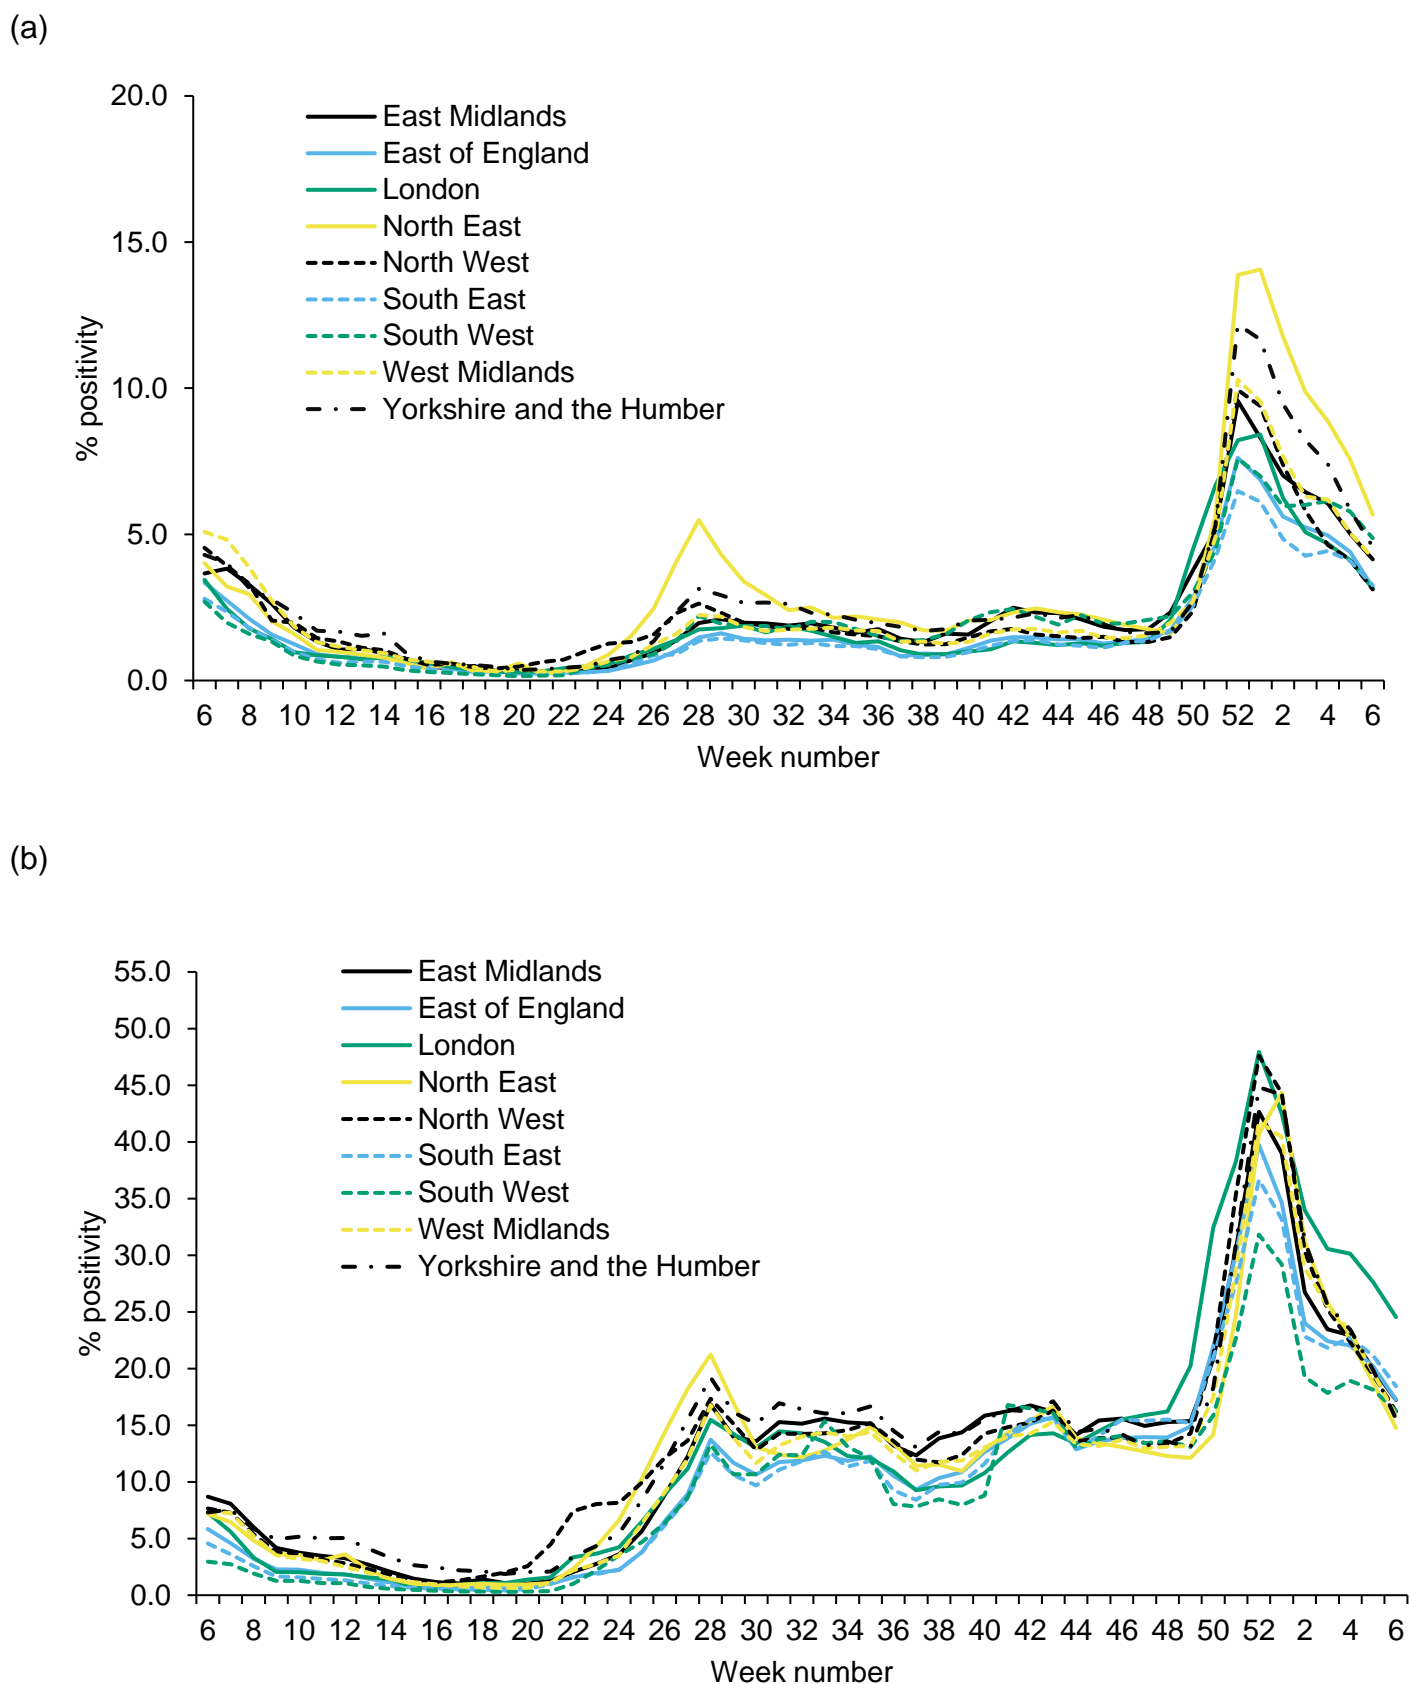 (a)
20.0
15.0
10.0
5.0
0.0
% positivity
East Midlands
East of England
London
North East
North West
South East
South West
West Midlands
Yorkshire and the Humber
6 8 10 12 14 16 18 20 22 24 26 28 30 32 34 36 38 40 42 44 46 48 50 52 2 4 6
Week number
(b)
55.0
50.0
45.0
40.0
35.0
30.0
25.0
20.0
15.0
10.0
5.0
0.0
% positivity
East Midlands
East of England
London
North East
North West
South East
South West
West Midlands
Yorkshire and the Humber
6 8 10 12 14 16 18 20 22 24 26 28 30 32 34 36 38 40 42 44 46 48 50 52 2 4 6
Week number